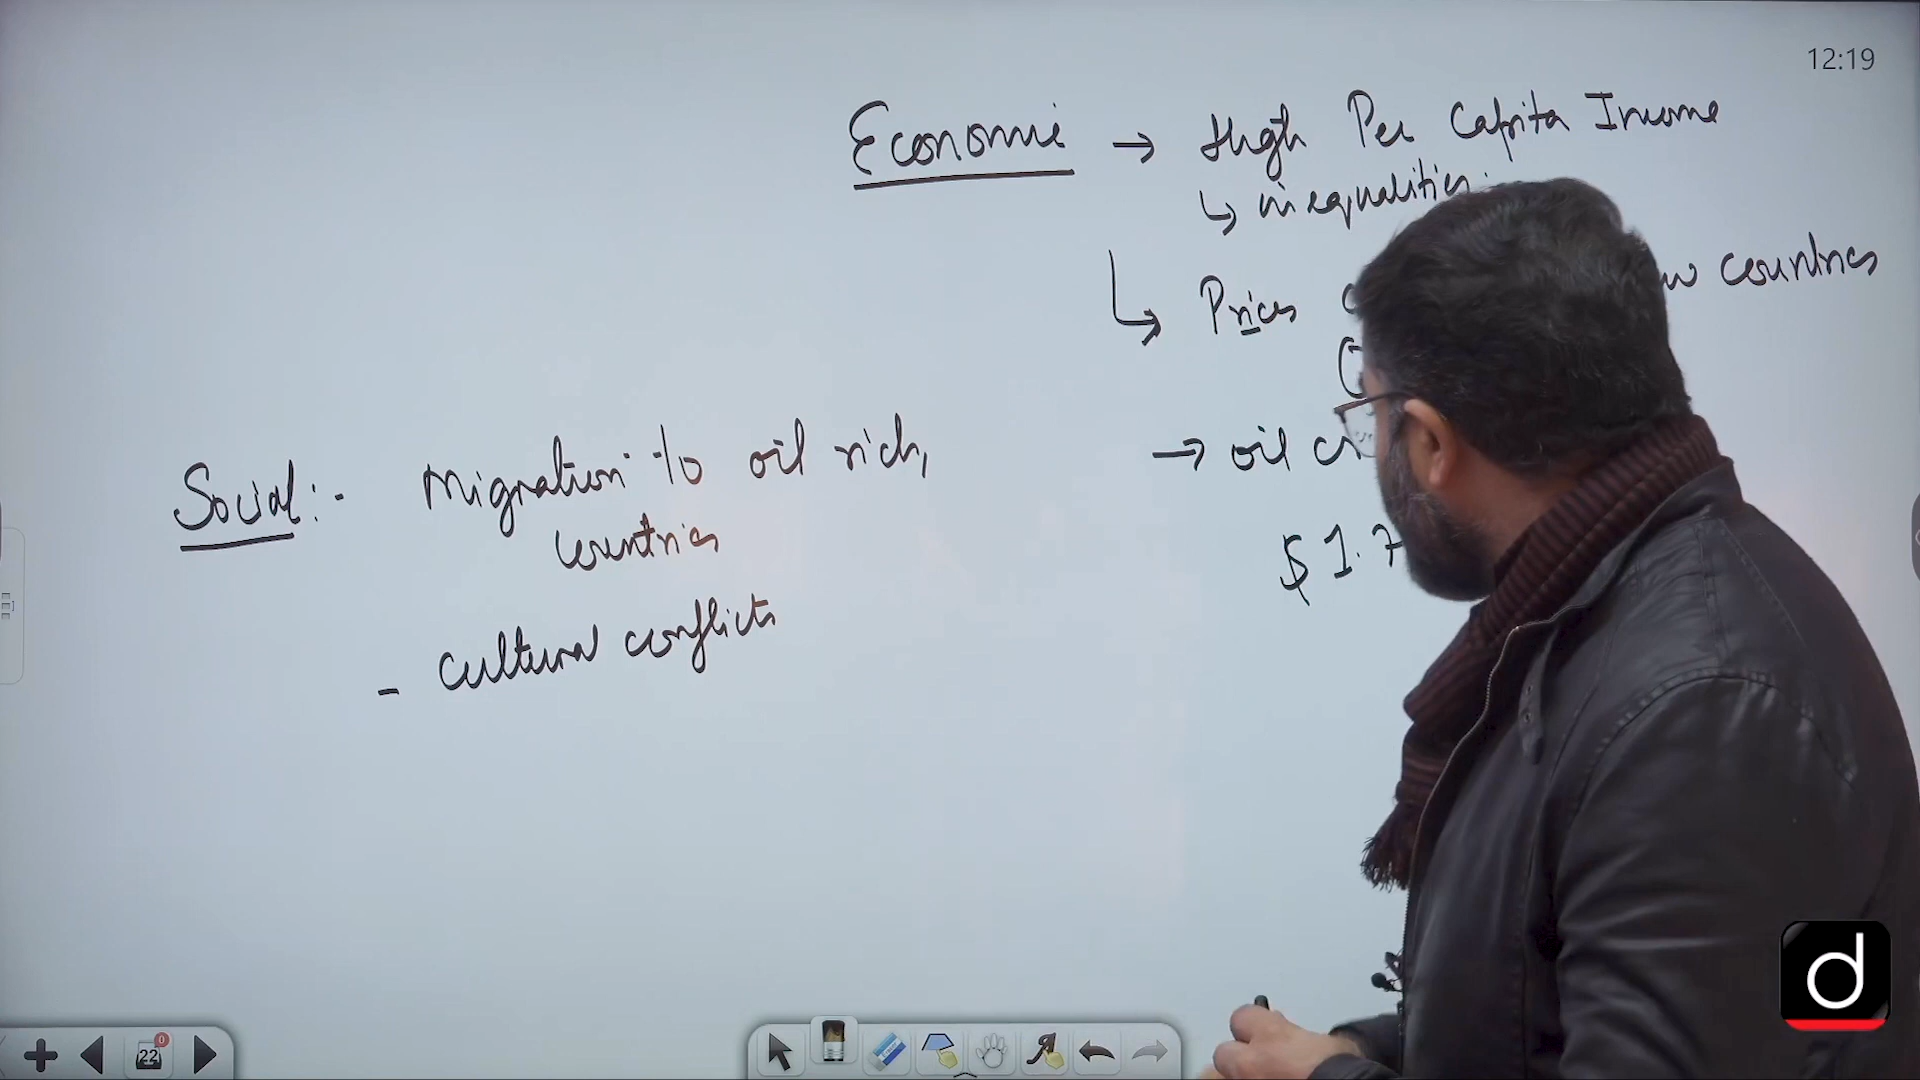 12:19
Economic → High Per Capita Income
↳ inequalities.
↳ Prices countries
→ oil
$1.7
Social:- Migration to oil rich,
countries
- cultural conflicts
22
0
d